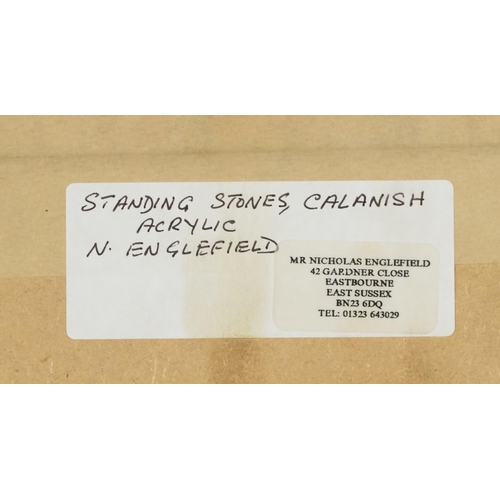 STANDING STONES, CALANISH
ACRYLIC
N. ENGLEFIELD
MR NICHOLAS ENGLEFIELD
42 GARDNER CLOSE
EASTBOURNE
EAST SUSSEX
BN23 6DQ
TEL: 01323 643029